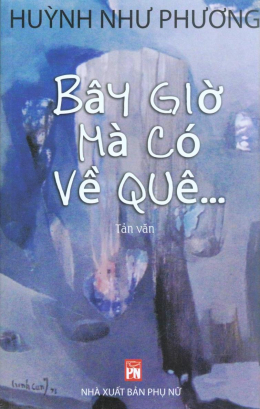 HUỲNH NHƯ PHƯƠNG
Bây Giờ
Mà Có
Về Quê...
Tản văn
PN
NHÀ XUẤT BẢN PHỤ NỮ